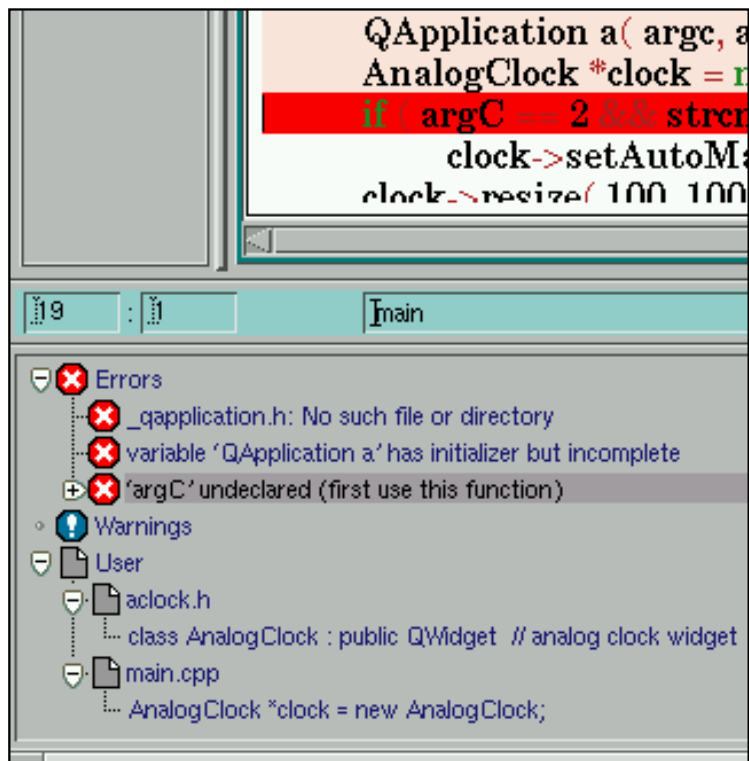 QApplication a( argc, a
AnalogClock *clock = n
if ( argC == 2 && strcm
clock->setAutoMa
clock->resize( 100, 100
19 : 1 main
Errors
_qapplication.h: No such file or directory
variable 'QApplication a' has initializer but incomplete
'argC' undeclared (first use this function)
Warnings
User
aclock.h
class AnalogClock : public QWidget // analog clock widget
main.cpp
AnalogClock *clock = new AnalogClock;